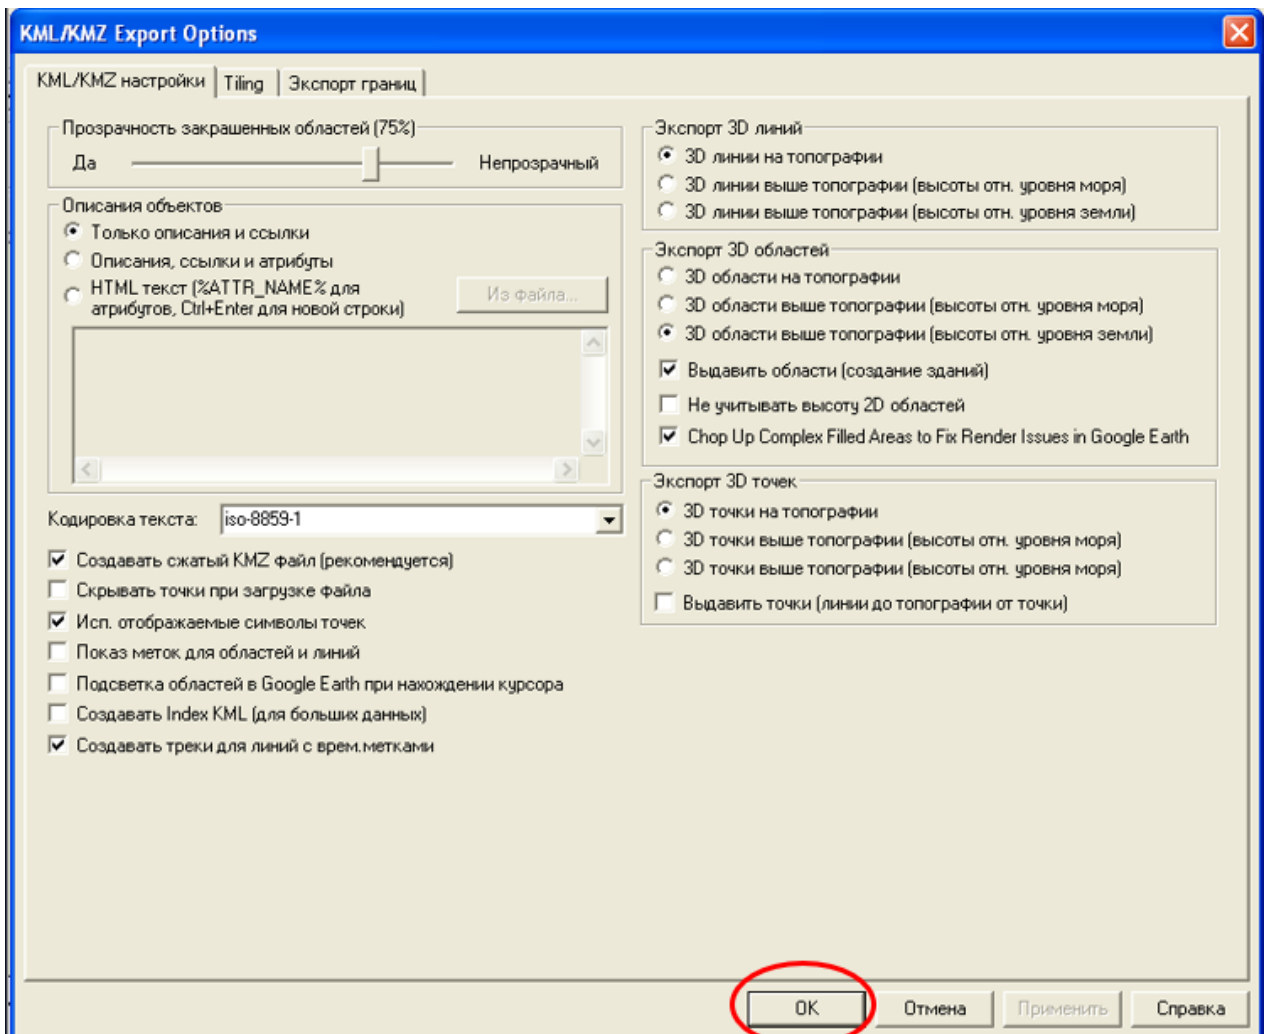 KML/KMZ Export Options
KML/KMZ настройки
Tiling
Экспорт границ
Прозрачность закрашенных областей (75%)
Да
Непрозрачный
Описания объектов
Только описания и ссылки
Описания, ссылки и атрибуты
HTML текст (%ATTR_NAME% для
атрибутов, Ctrl+Enter для новой строки)
Из файла...
Кодировка текста:
iso-8859-1
Создавать сжатый KMZ файл (рекомендуется)
Скрывать точки при загрузке файла
Исп. отображаемые символы точек
Показ меток для областей и линий
Подсветка областей в Google Earth при нахождении курсора
Создавать Index KML (для больших данных)
Создавать треки для линий с врем.метками
Экспорт 3D линий
3D линии на топографии
3D линии выше топографии (высоты отн. уровня моря)
3D линии выше топографии (высоты отн. уровня земли)
Экспорт 3D областей
3D области на топографии
3D области выше топографии (высоты отн. уровня моря)
3D области выше топографии (высоты отн. уровня земли)
Выдавить области (создание зданий)
Не учитывать высоту 2D областей
Chop Up Complex Filled Areas to Fix Render Issues in Google Earth
Экспорт 3D точек
3D точки на топографии
3D точки выше топографии (высоты отн. уровня моря)
3D точки выше топографии (высоты отн. уровня моря)
Выдавить точки (линии до топографии от точки)
OK
Отмена
Применить
Справка